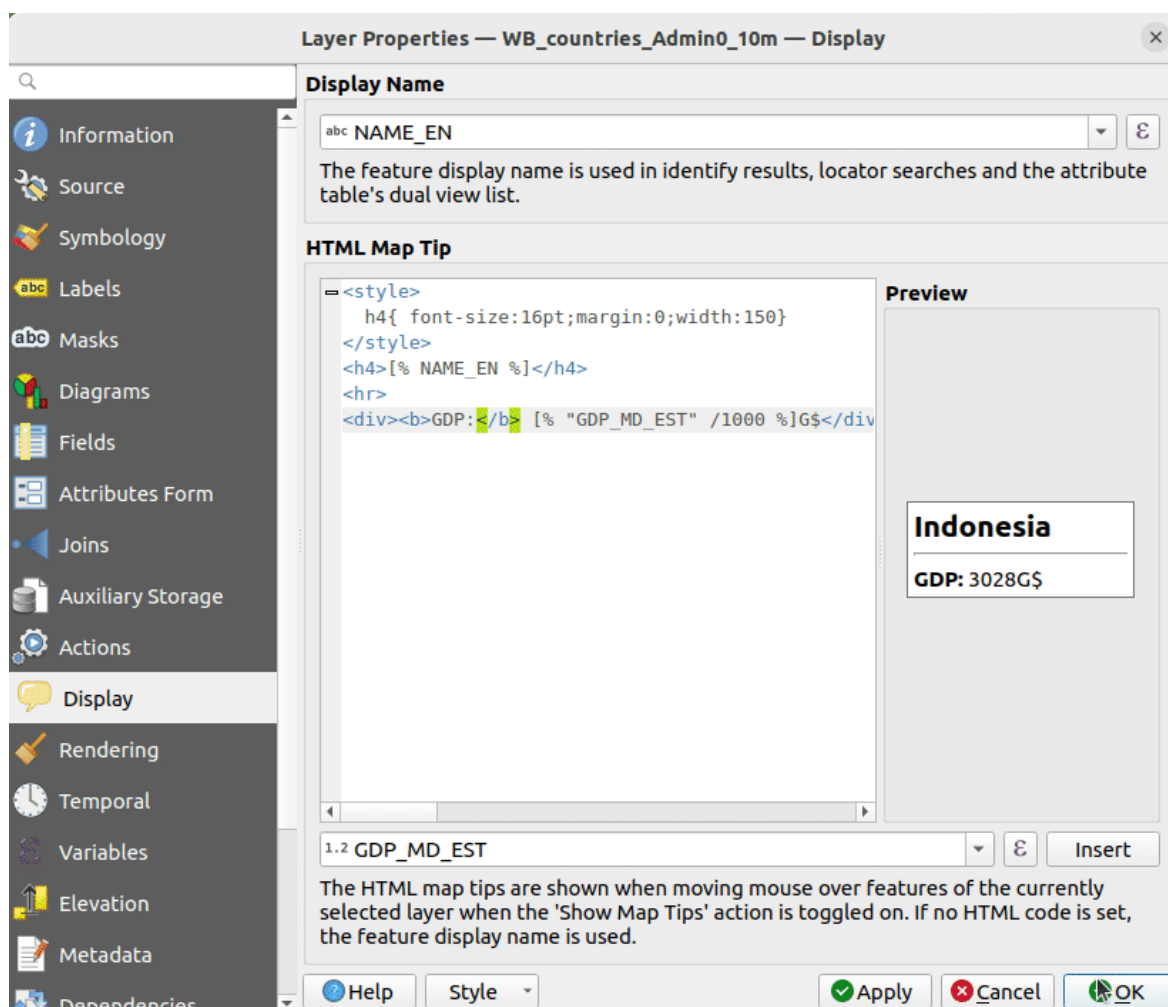 Layer Properties — WB_countries_Admin0_10m — Display
Information
Source
Symbology
abc Labels
abc Masks
Diagrams
Fields
Attributes Form
Joins
Auxiliary Storage
Actions
Display
Rendering
Temporal
Variables
Elevation
Metadata
Dependencies
Display Name
abc NAME_EN
ε
The feature display name is used in identify results, locator searches and the attribute
table's dual view list.
HTML Map Tip
<style>
h4{ font-size:16pt;margin:0;width:150}
</style>
<h4>[% NAME_EN %]</h4>
<hr>
<div><b>GDP:</b> [% "GDP_MD_EST" /1000 %]G$</div
Preview
Indonesia
GDP: 3028G$
1.2 GDP_MD_EST
ε
Insert
The HTML map tips are shown when moving mouse over features of the currently
selected layer when the 'Show Map Tips' action is toggled on. If no HTML code is set,
the feature display name is used.
Help
Style
Apply
Cancel
OK